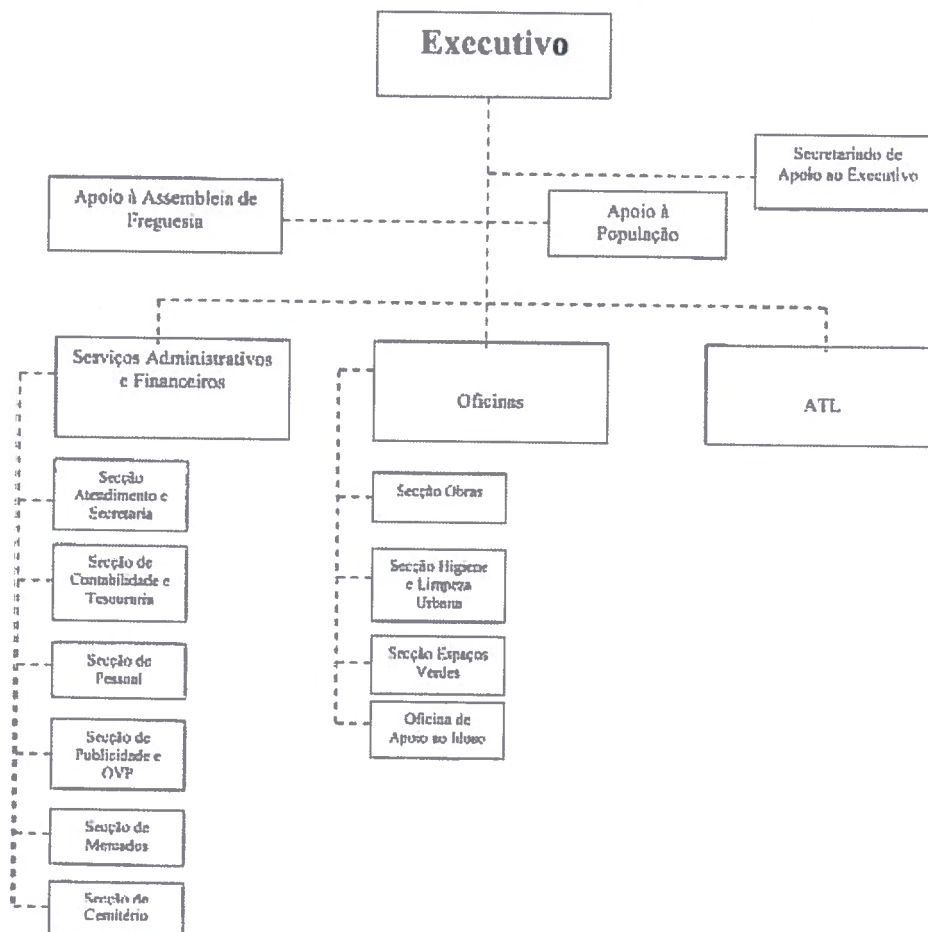 Executivo
Secretariado de
Apoio ao Executivo
Apoio à Assembleia de
Freguesia
Apoio à
População
Serviços Administrativos
e Financeiros
Oficinas
ATL
Secção
Atendimento e
Secretaria
Secção de
Contabilidade e
Tesouraria
Secção de
Pessoal
Secção de
Publicidade e
OVP
Secção de
Mercados
Secção de
Cemitério
Secção Obras
Secção Higiene
e Limpeza
Urbana
Secção Espaços
Verdes
Oficina de
Apoio ao Idoso